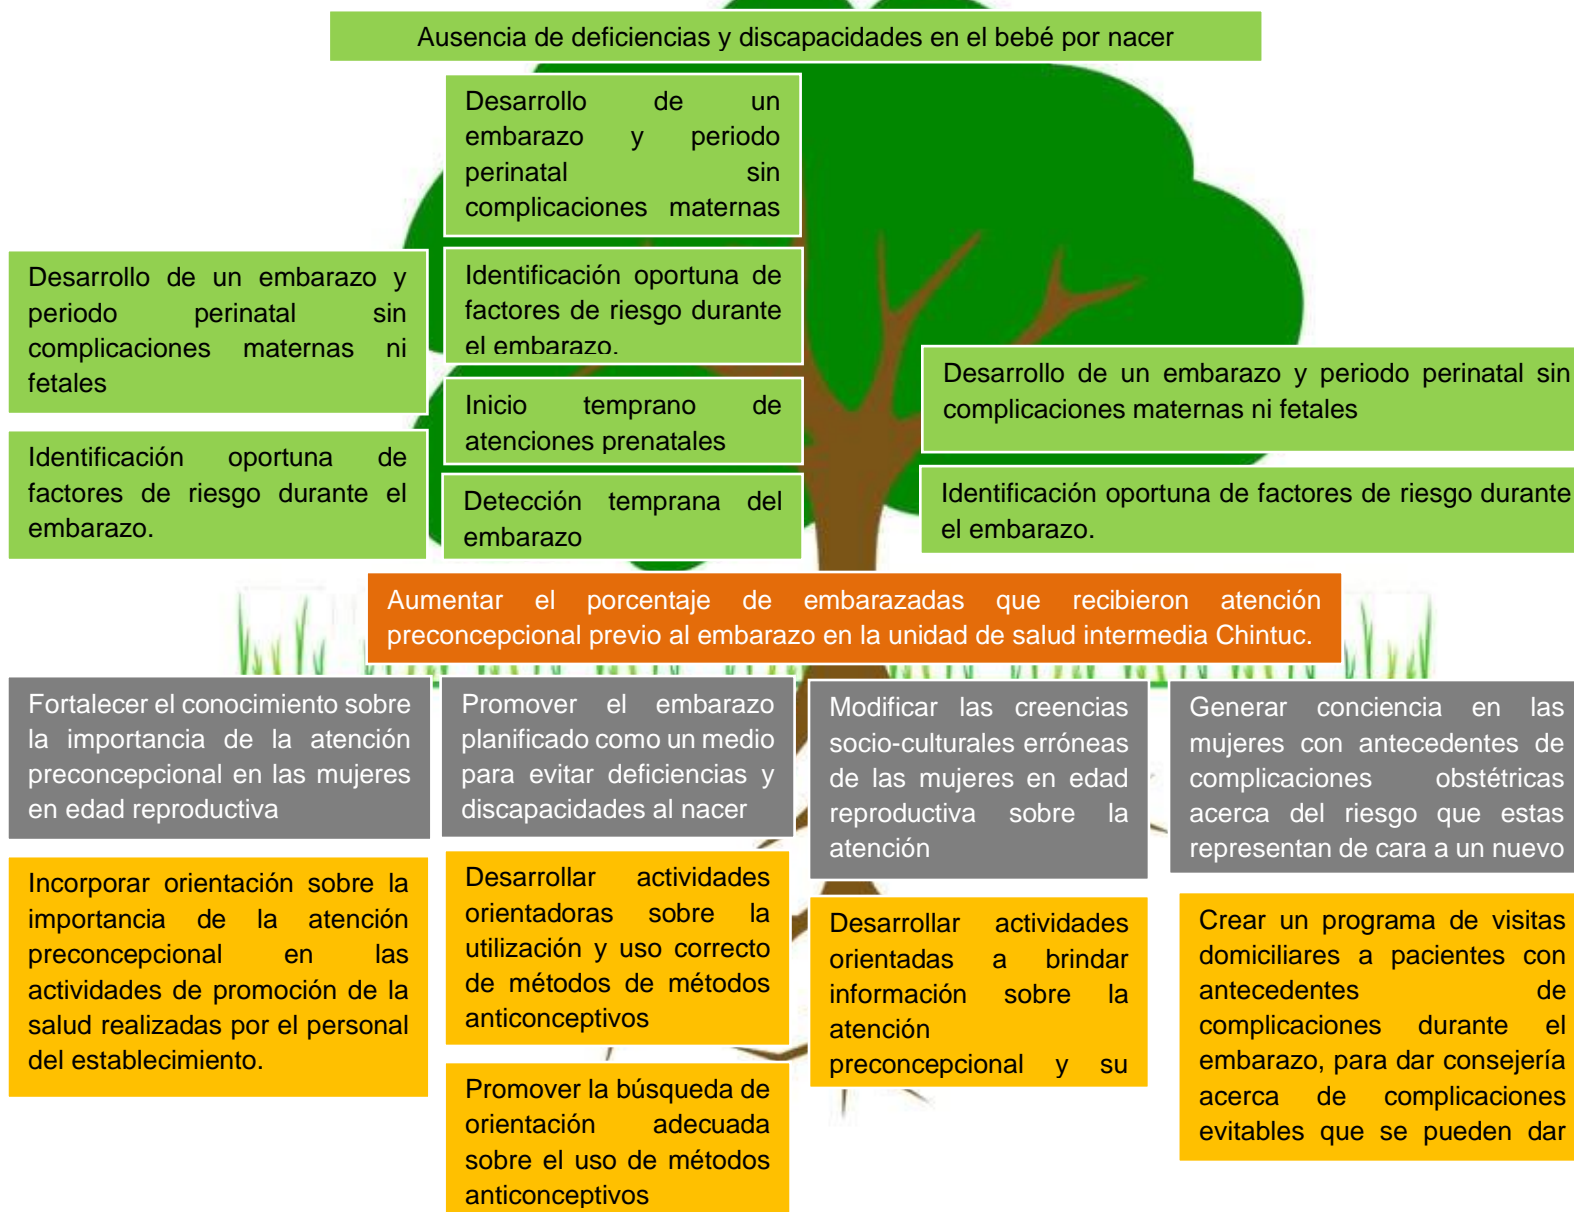 Ausencia de deficiencias y discapacidades en el bebé por nacer
Desarrollo de un
embarazo y periodo
perinatal sin
complicaciones maternas
Desarrollo de un embarazo y
periodo perinatal sin
complicaciones maternas ni
fetales
Identificación oportuna de
factores de riesgo durante el
embarazo.
Identificación oportuna de
factores de riesgo durante
el embarazo.
Inicio temprano de
atenciones prenatales
Detección temprana del
embarazo
Desarrollo de un embarazo y periodo perinatal sin
complicaciones maternas ni fetales
Identificación oportuna de factores de riesgo durante
el embarazo.
Aumentar el porcentaje de embarazadas que recibieron atención
preconcepcional previo al embarazo en la unidad de salud intermedia Chintuc.
Fortalecer el conocimiento sobre
la importancia de la atención
preconcepcional en las mujeres
en edad reproductiva
Promover el embarazo
planificado como un medio
para evitar deficiencias y
discapacidades al nacer
Modificar las creencias
socio-culturales erróneas
de las mujeres en edad
reproductiva sobre la
atención
Generar conciencia en las
mujeres con antecedentes de
complicaciones obstétricas
acerca del riesgo que estas
representan de cara a un nuevo
Incorporar orientación sobre la
importancia de la atención
preconcepcional en las
actividades de promoción de la
salud realizadas por el personal
del establecimiento.
Desarrollar actividades
orientadoras sobre la
utilización y uso correcto
de métodos de métodos
anticonceptivos
Promover la búsqueda de
orientación adecuada
sobre el uso de métodos
anticonceptivos
Desarrollar actividades
orientadas a brindar
información sobre la
atención
preconcepcional y su
Crear un programa de visitas
domiciliares a pacientes con
antecedentes de
complicaciones durante el
embarazo, para dar consejería
acerca de complicaciones
evitables que se pueden dar